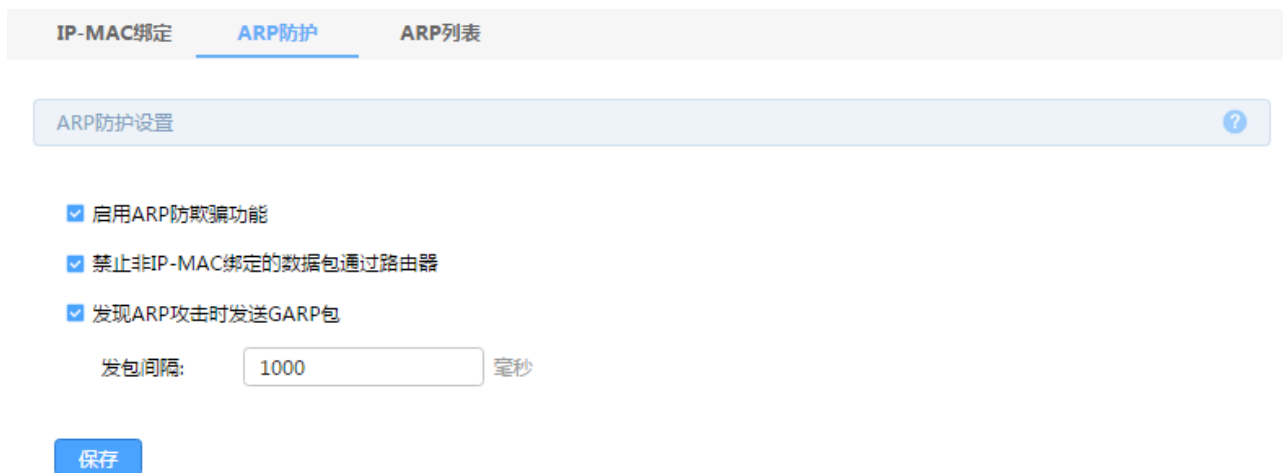 IP-MAC绑定 ARP防护 ARP列表
ARP防护设置 ?
启用ARP防欺骗功能
禁止非IP-MAC绑定的数据包通过路由器
发现ARP攻击时发送GARP包
发包间隔: 1000 毫秒
保存